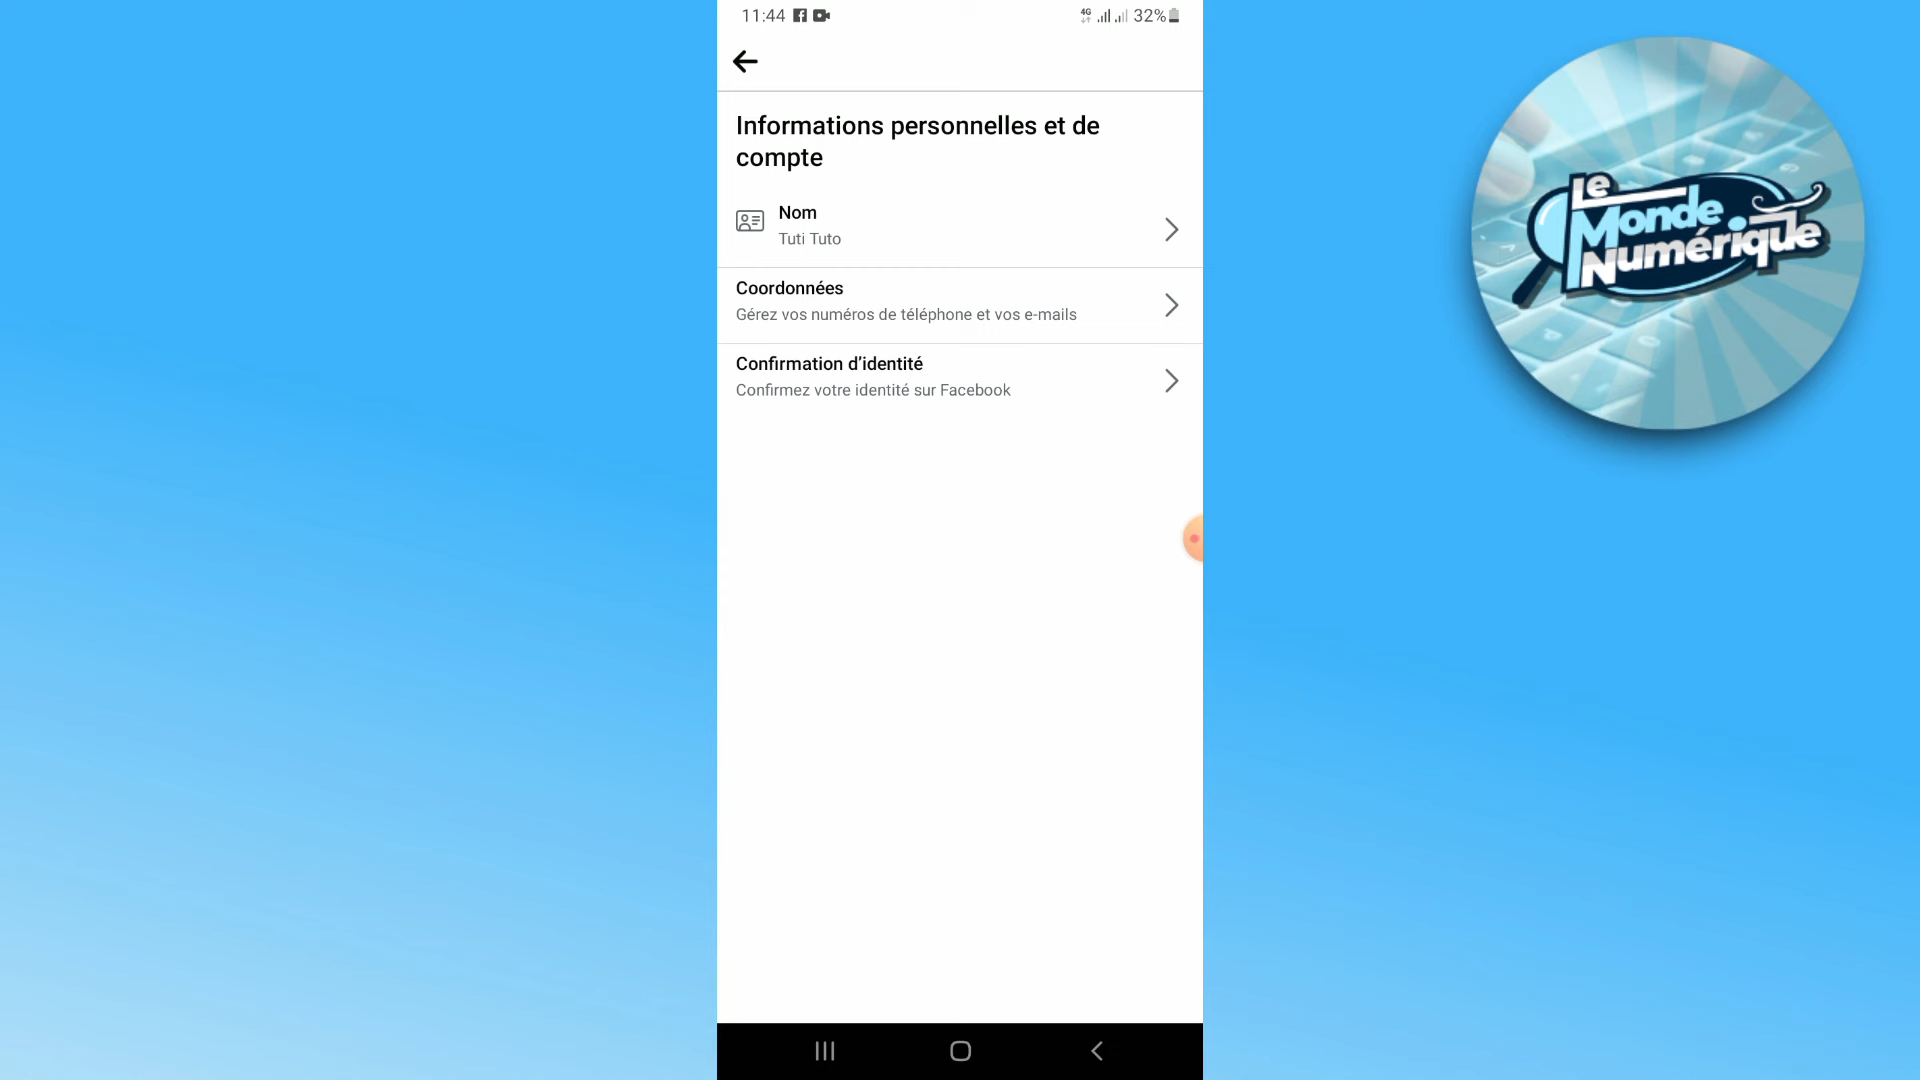 11:44
4G 32%
Informations personnelles et de
compte
Nom
Tuti Tuto
Coordonnées
Gérez vos numéros de téléphone et vos e-mails
Confirmation d’identité
Confirmez votre identité sur Facebook
Le
Monde
Numérique